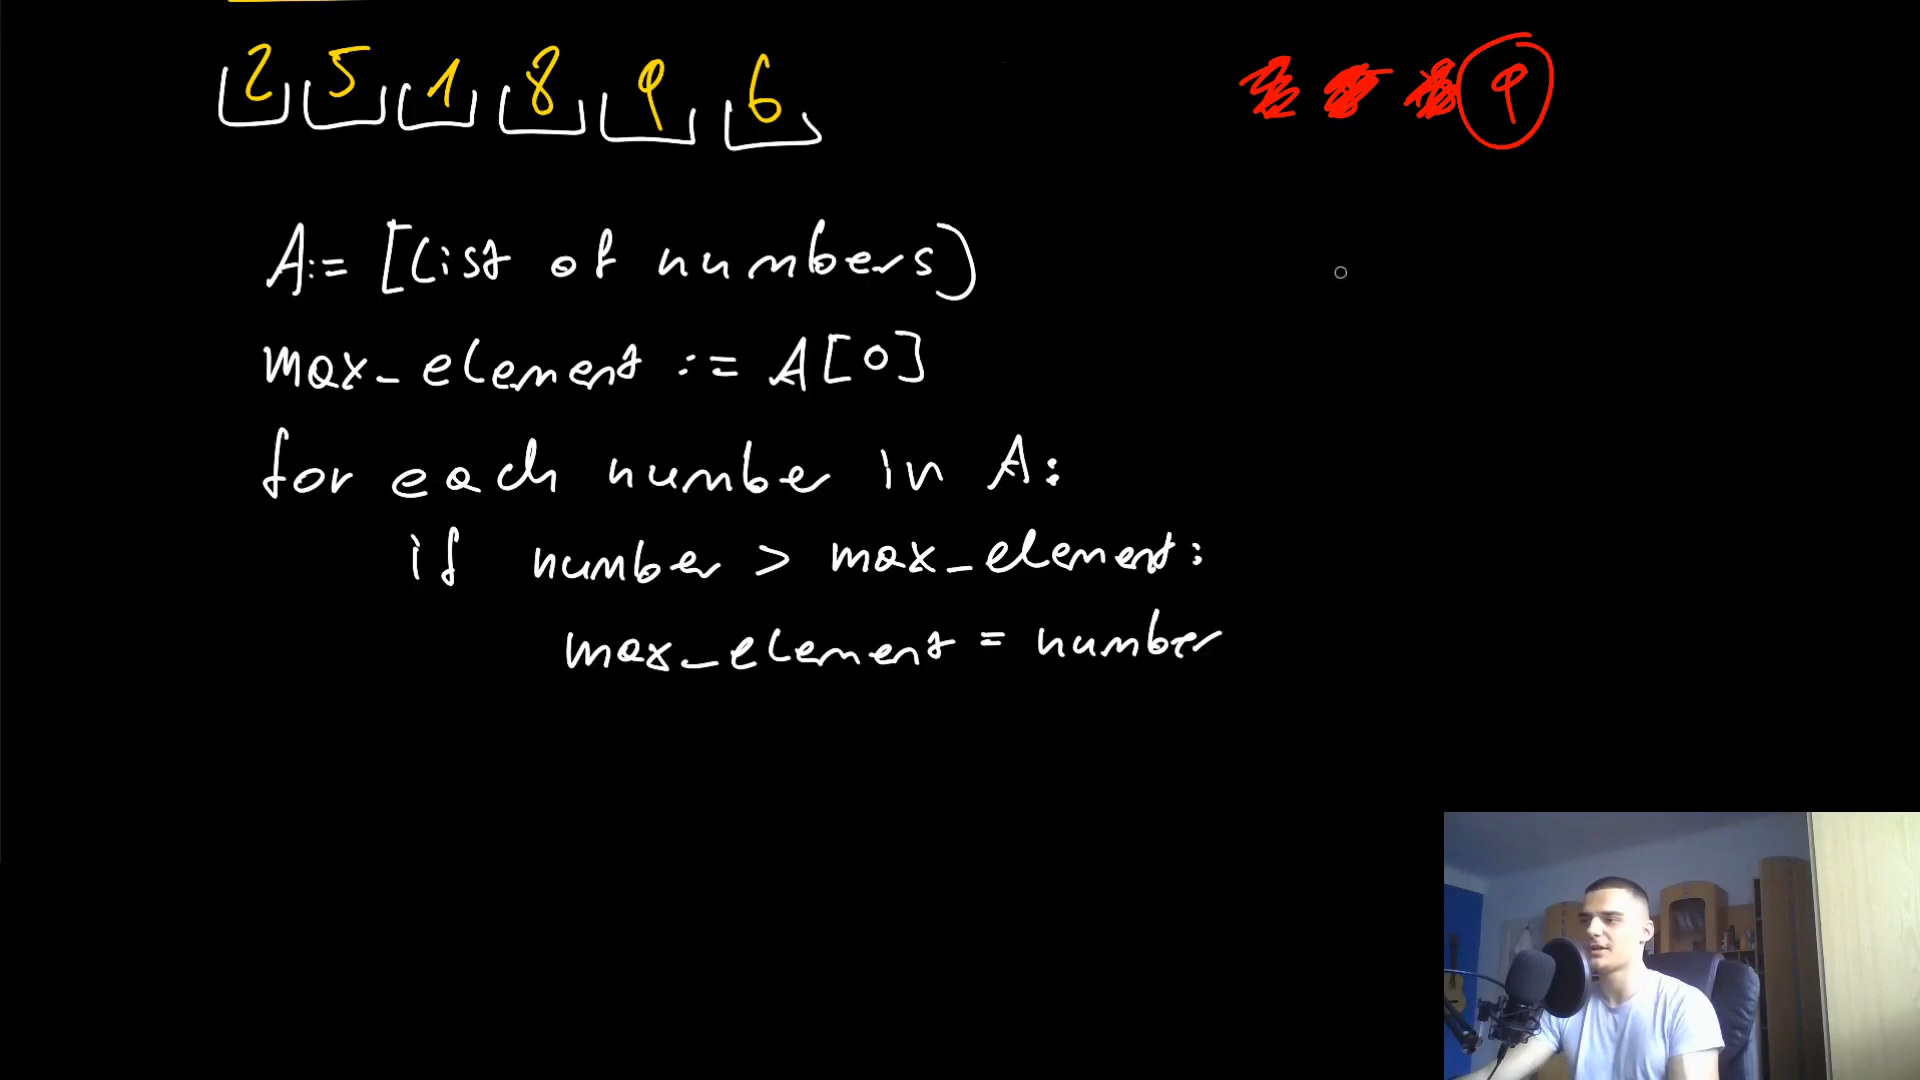 2 5 1 8 9 6 9
A:= [list of numbers]
max_element := A[0]
for each number in A:
if number > max_element:
max_element = number